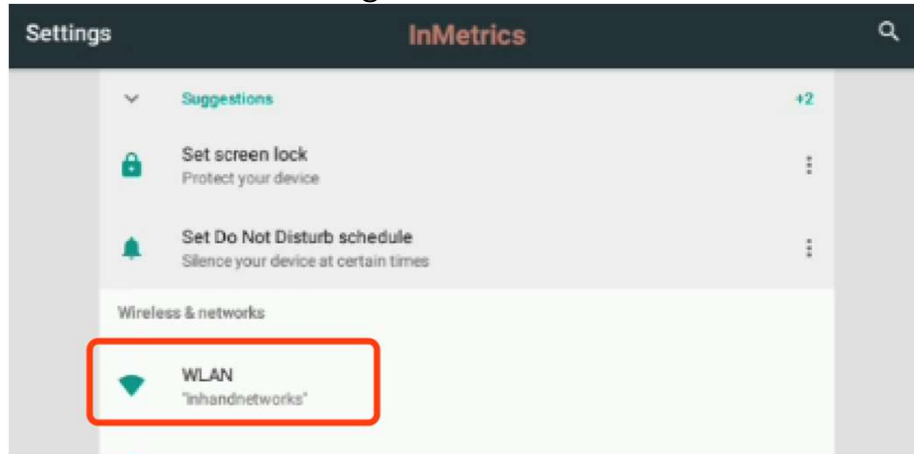 Settings
InMetrics
Suggestions
+2
Set screen lock
Protect your device
Set Do Not Disturb schedule
Silence your device at certain times
Wireless & networks
WLAN
"inhandnetworks"